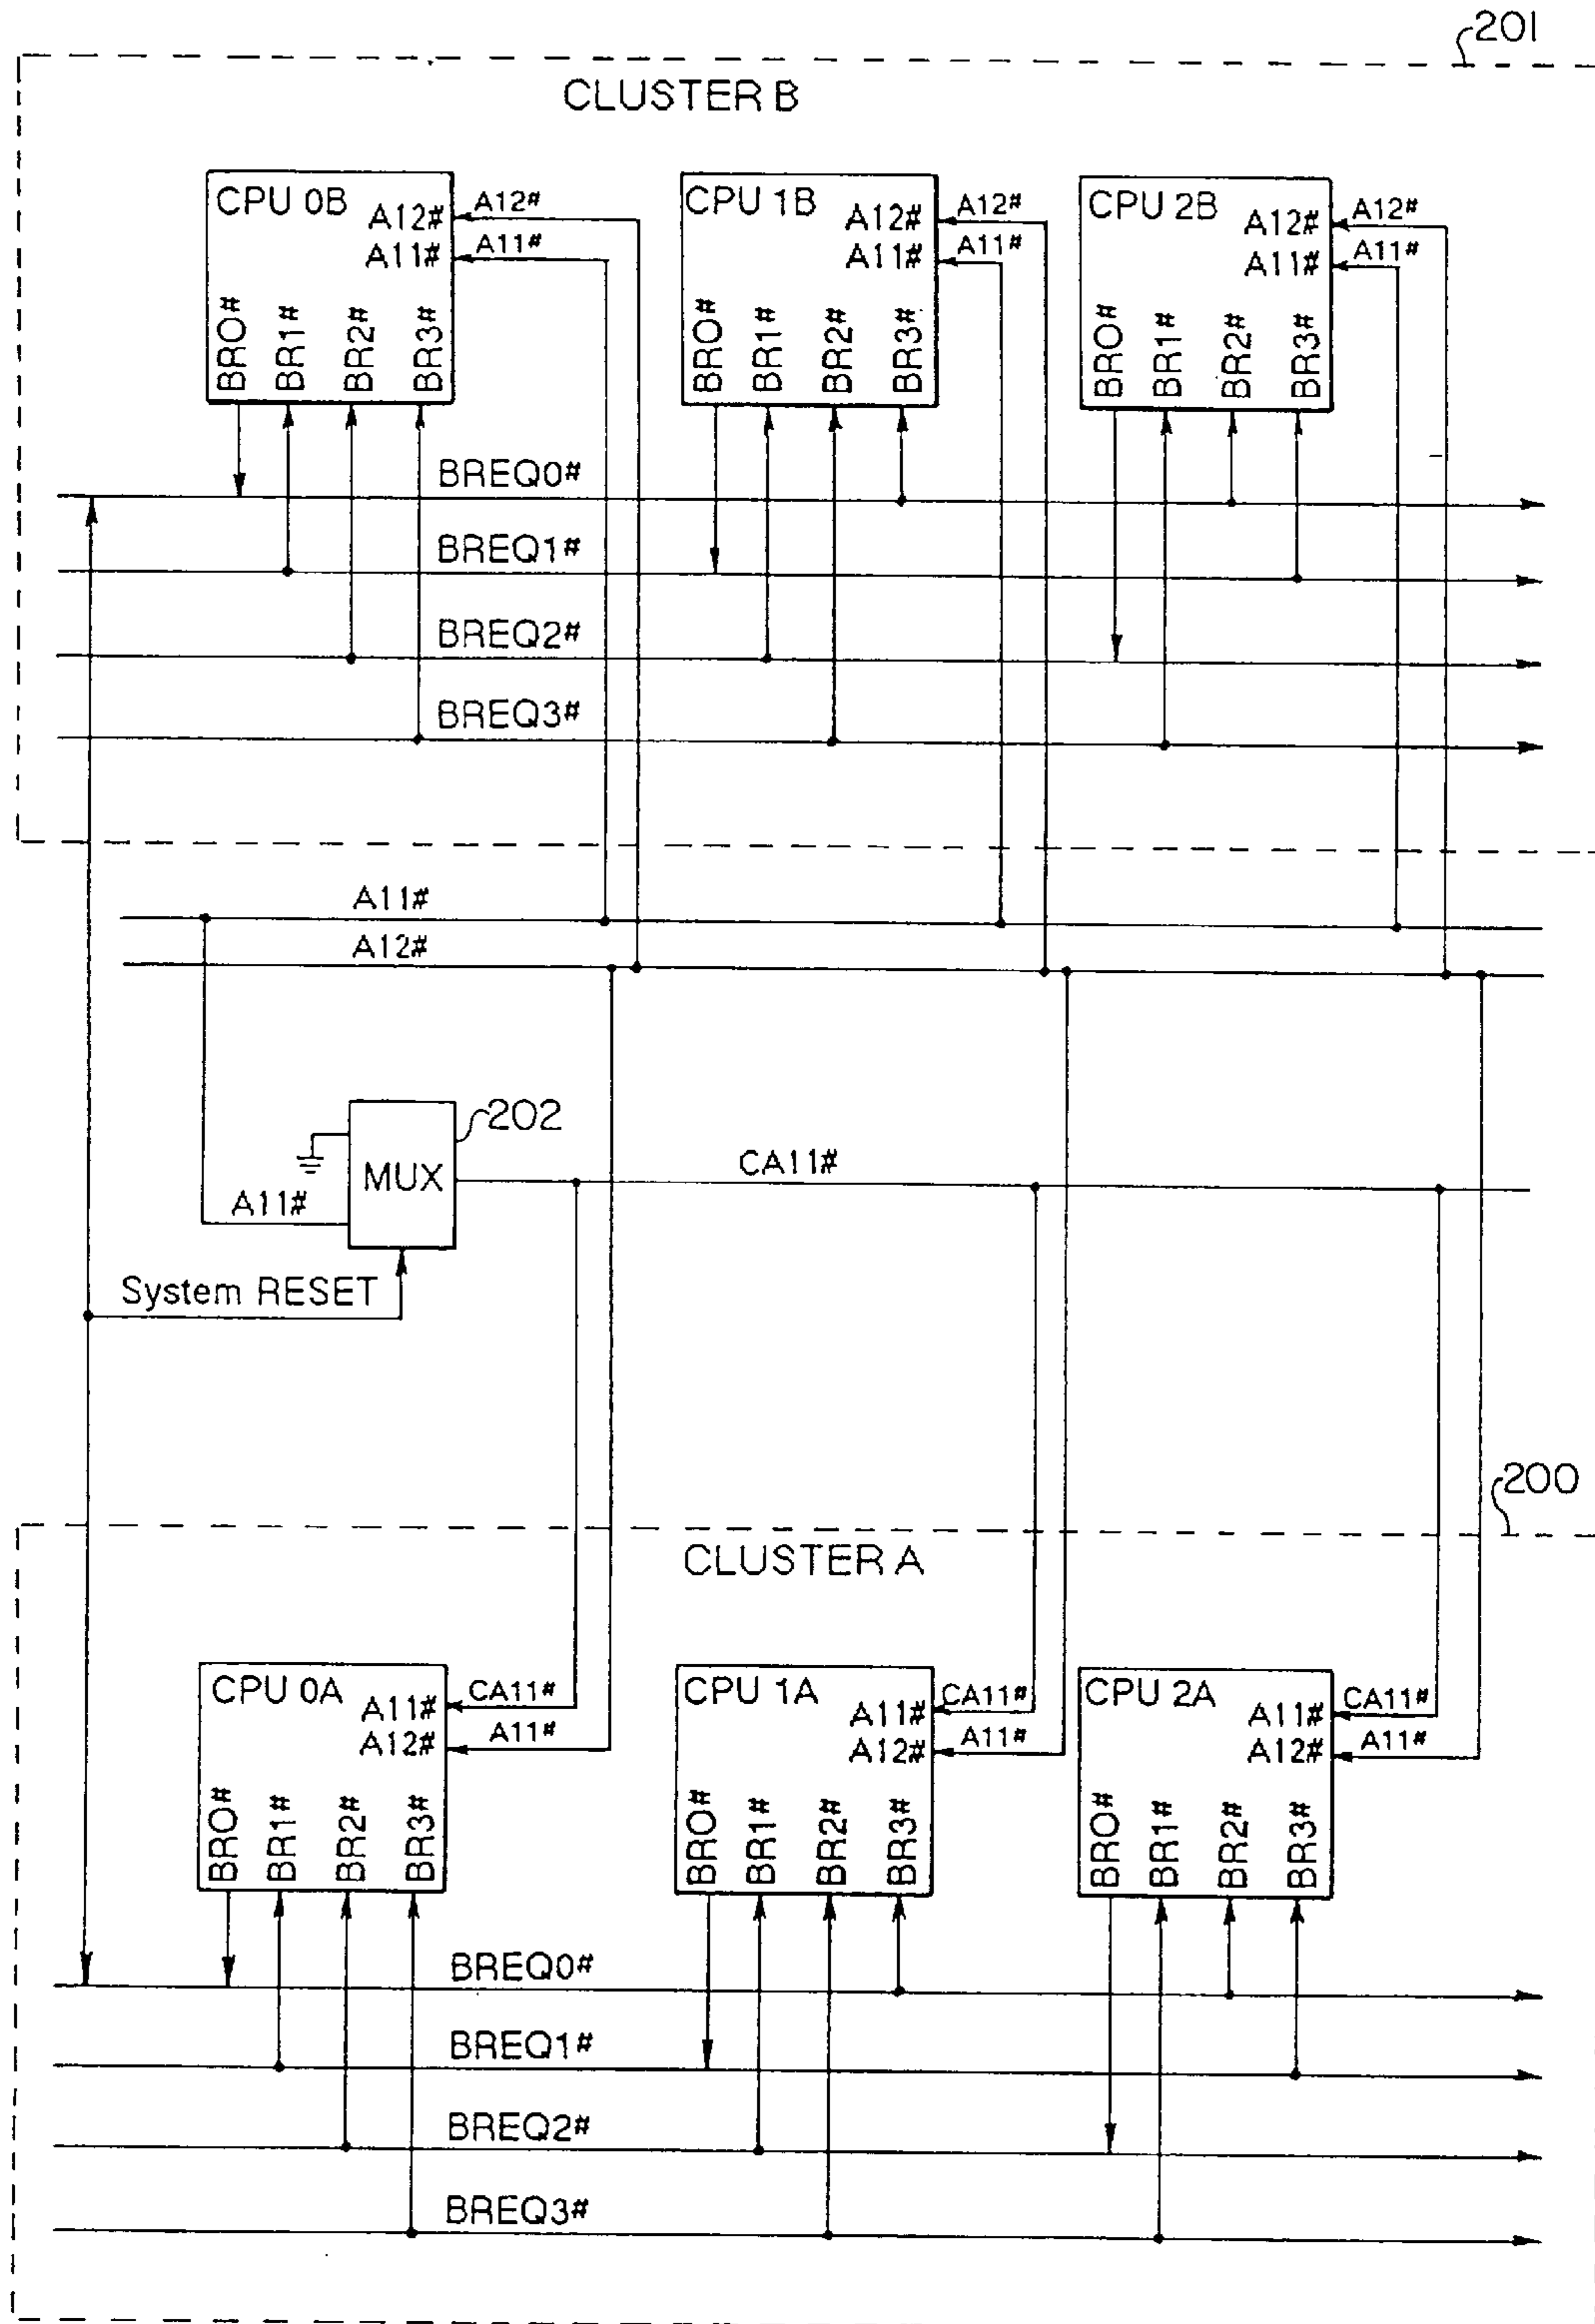 201
CLUSTER B
CPU 0B
A12#
A11#
BR0#
BR1#
BR2#
BR3#
A12#
A11#
CPU 1B
A12#
A11#
BR0#
BR1#
BR2#
BR3#
A12#
A11#
CPU 2B
A12#
A11#
BR0#
BR1#
BR2#
BR3#
A12#
A11#
BREQ0#
BREQ1#
BREQ2#
BREQ3#
A11#
A12#
202
MUX
CA11#
A11#
System RESET
200
CLUSTER A
CPU 0A
A11#
A12#
BR0#
BR1#
BR2#
BR3#
CA11#
A11#
CPU 1A
A11#
A12#
BR0#
BR1#
BR2#
BR3#
CA11#
A11#
CPU 2A
A11#
A12#
BR0#
BR1#
BR2#
BR3#
CA11#
A11#
BREQ0#
BREQ1#
BREQ2#
BREQ3#